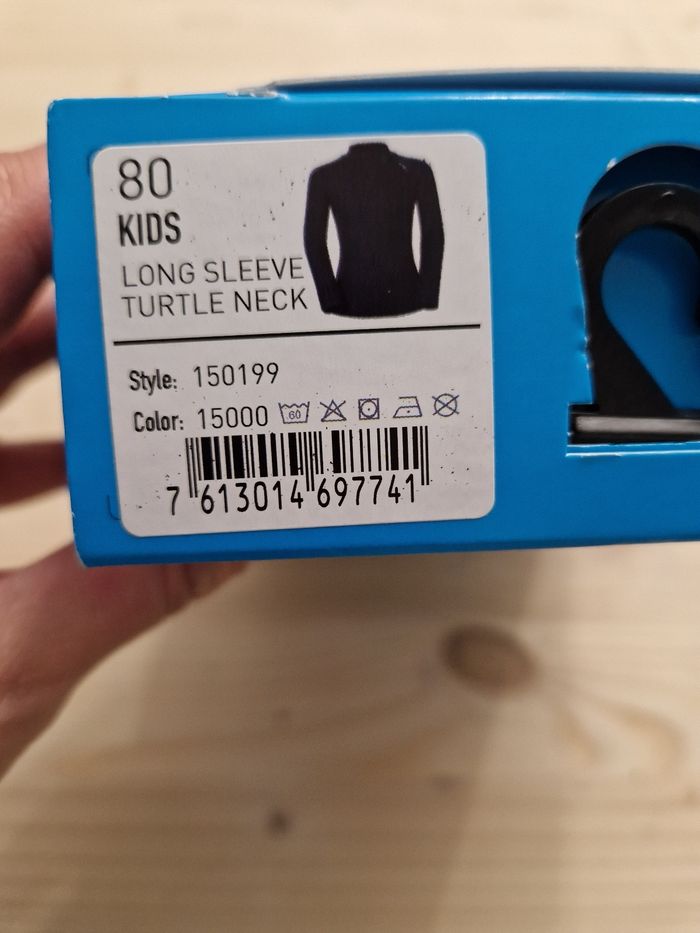 80
KIDS
LONG SLEEVE
TURTLE NECK
Style: 150199
Color: 15000
60
7 613014 697741